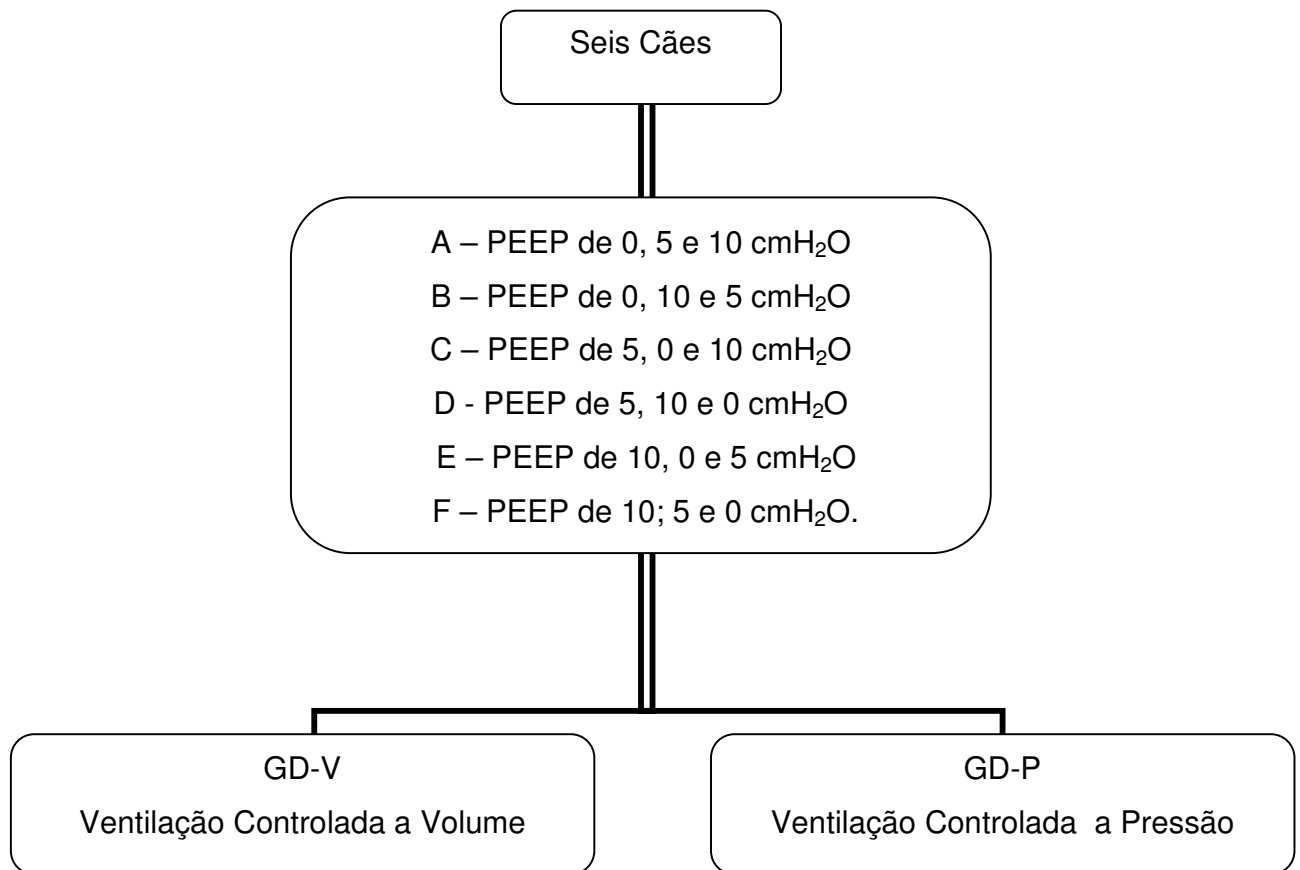 Seis Cães
A – PEEP de 0, 5 e 10 cmH₂O
B – PEEP de 0, 10 e 5 cmH₂O
C – PEEP de 5, 0 e 10 cmH₂O
D - PEEP de 5, 10 e 0 cmH₂O
E – PEEP de 10, 0 e 5 cmH₂O
F – PEEP de 10; 5 e 0 cmH₂O.
GD-V
Ventilação Controlada a Volume
GD-P
Ventilação Controlada  a Pressão